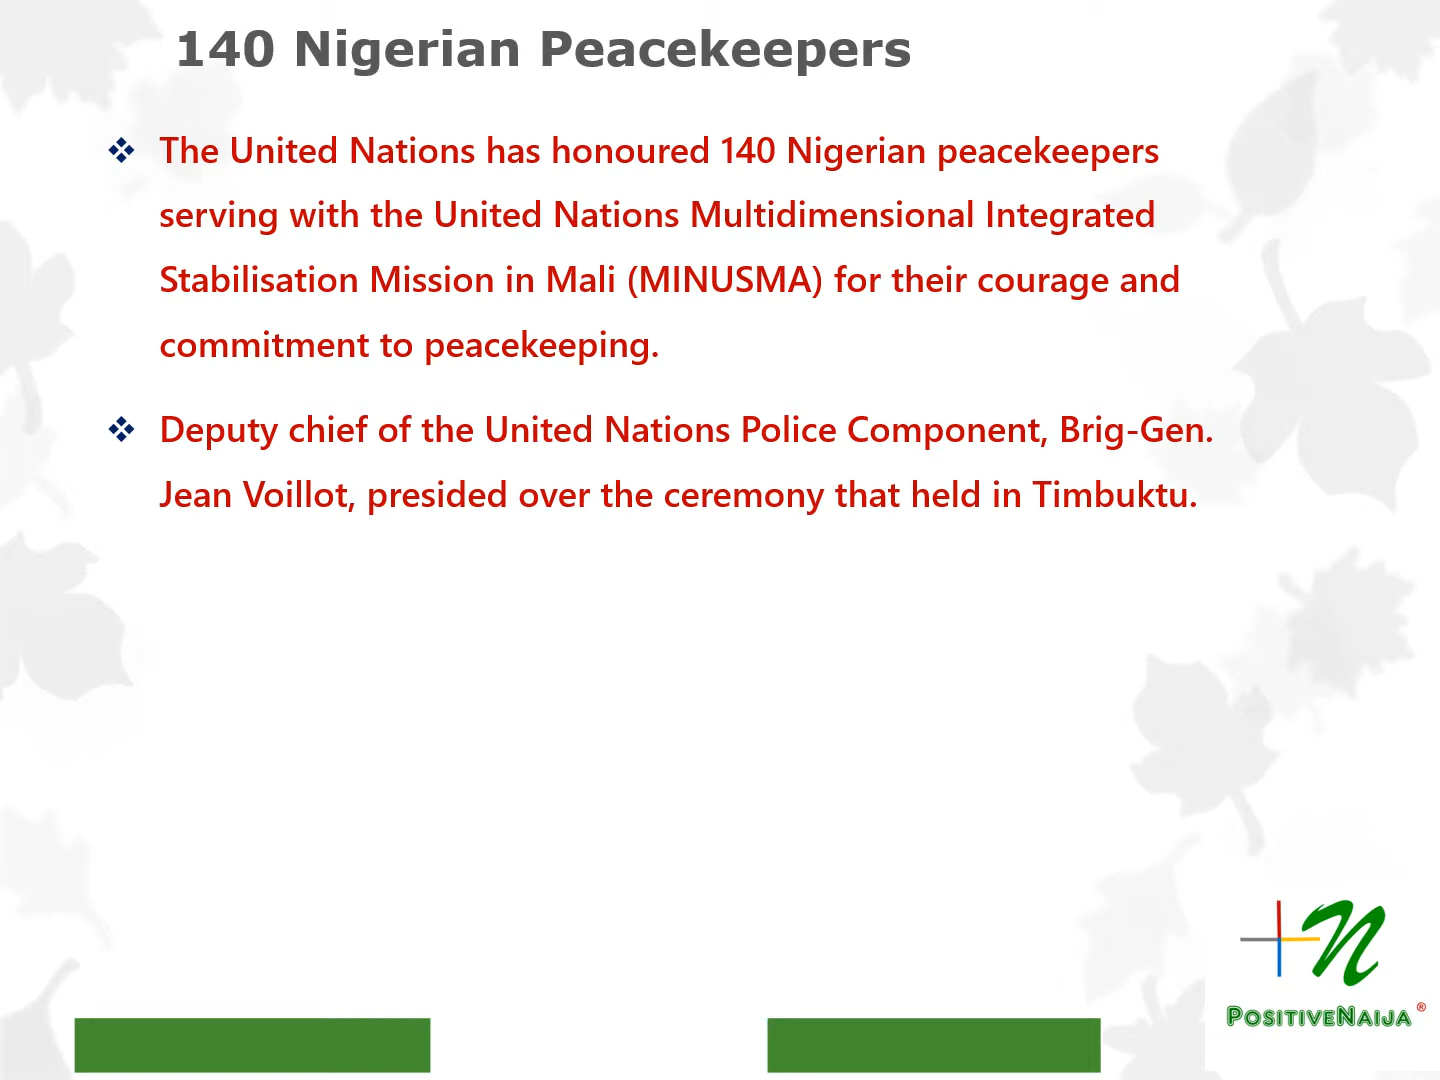 140 Nigerian Peacekeepers
❖ The United Nations has honoured 140 Nigerian peacekeepers
serving with the United Nations Multidimensional Integrated
Stabilisation Mission in Mali (MINUSMA) for their courage and
commitment to peacekeeping.
❖ Deputy chief of the United Nations Police Component, Brig-Gen.
Jean Voillot, presided over the ceremony that held in Timbuktu.
+N
POSITIVENAIJA®